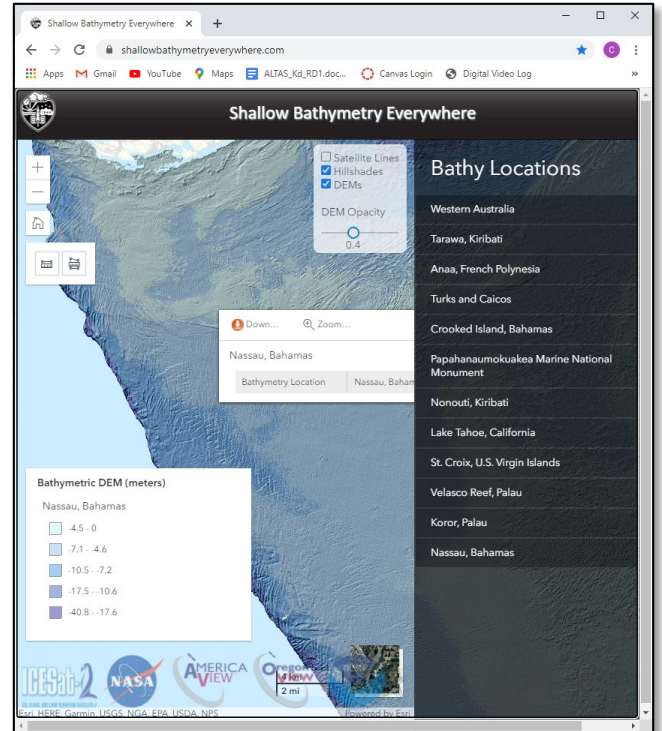 Shallow Bathymetry Everywhere
shallowbathymetryeverywhere.com
C
Apps Gmail YouTube Maps ALTAS_Kd_RD1.doc... Canvas Login Digital Video Log »
Shallow Bathymetry Everywhere
Satellite Lines
Hillshades
DEMs
DEM Opacity
0.4
Down... Zoom...
Nassau, Bahamas
Bathymetry Location Nassau, Baham
Bathy Locations
Western Australia
Tarawa, Kiribati
Anaa, French Polynesia
Turks and Caicos
Crooked Island, Bahamas
Papahanaumokuakea Marine National
Monument
Nonouti, Kiribati
Lake Tahoe, California
St. Croix, U.S. Virgin Islands
Velasco Reef, Palau
Koror, Palau
Nassau, Bahamas
Bathymetric DEM (meters)
Nassau, Bahamas
-4.5 - 0
-7.1 - -4.6
-10.5 - -7.2
-17.5 - -10.6
-40.8 - -17.6
ICESat-2 NASA AMERICA VIEW Oregon VIEW
4 km
2 mi
Esri, HERE, Garmin, USGS, NGA, EPA, USDA, NPS Powered by Esri